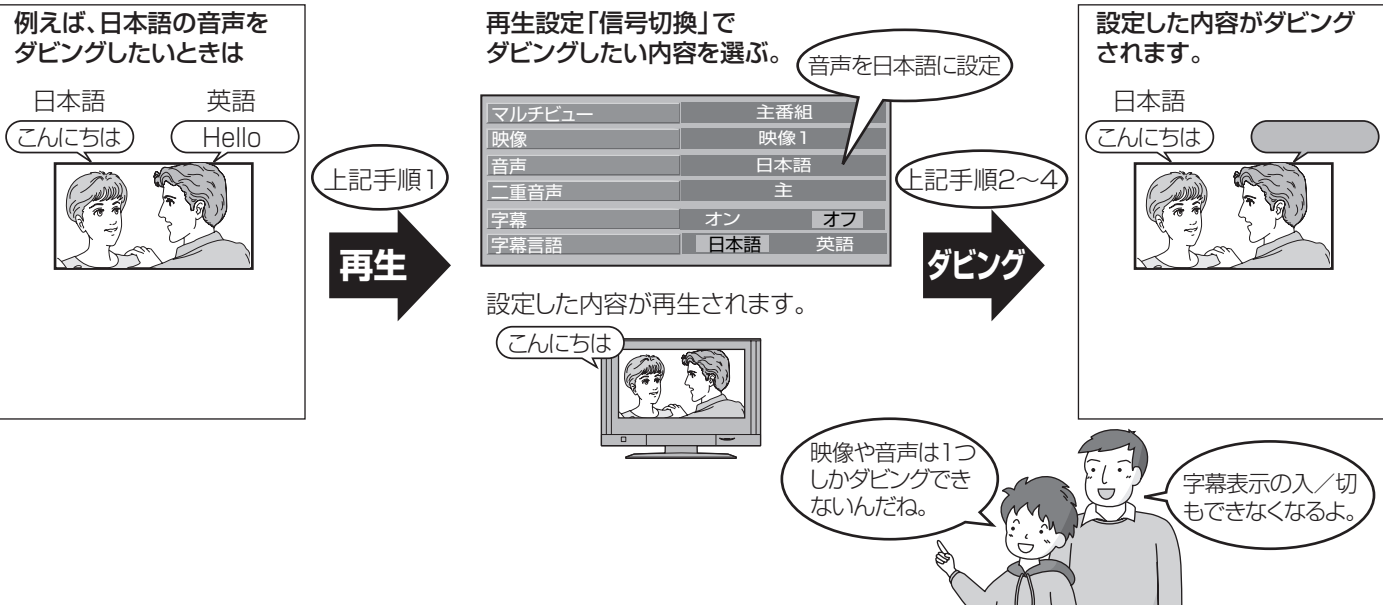 例えば、日本語の音声を
ダビングしたいときは
日本語
英語
こんにちは
Hello
上記手順1
再生
再生設定「信号切換」で
ダビングしたい内容を選ぶ。
音声を日本語に設定
マルチビュー 主番組
映像 映像1
音声 日本語
二重音声 主
字幕 オン オフ
字幕言語 日本語 英語
設定した内容が再生されます。
こんにちは
上記手順2〜4
ダビング
設定した内容がダビング
されます。
日本語
こんにちは
映像や音声は1つ
しかダビングでき
ないんだね。
字幕表示の入／切
もできなくなるよ。